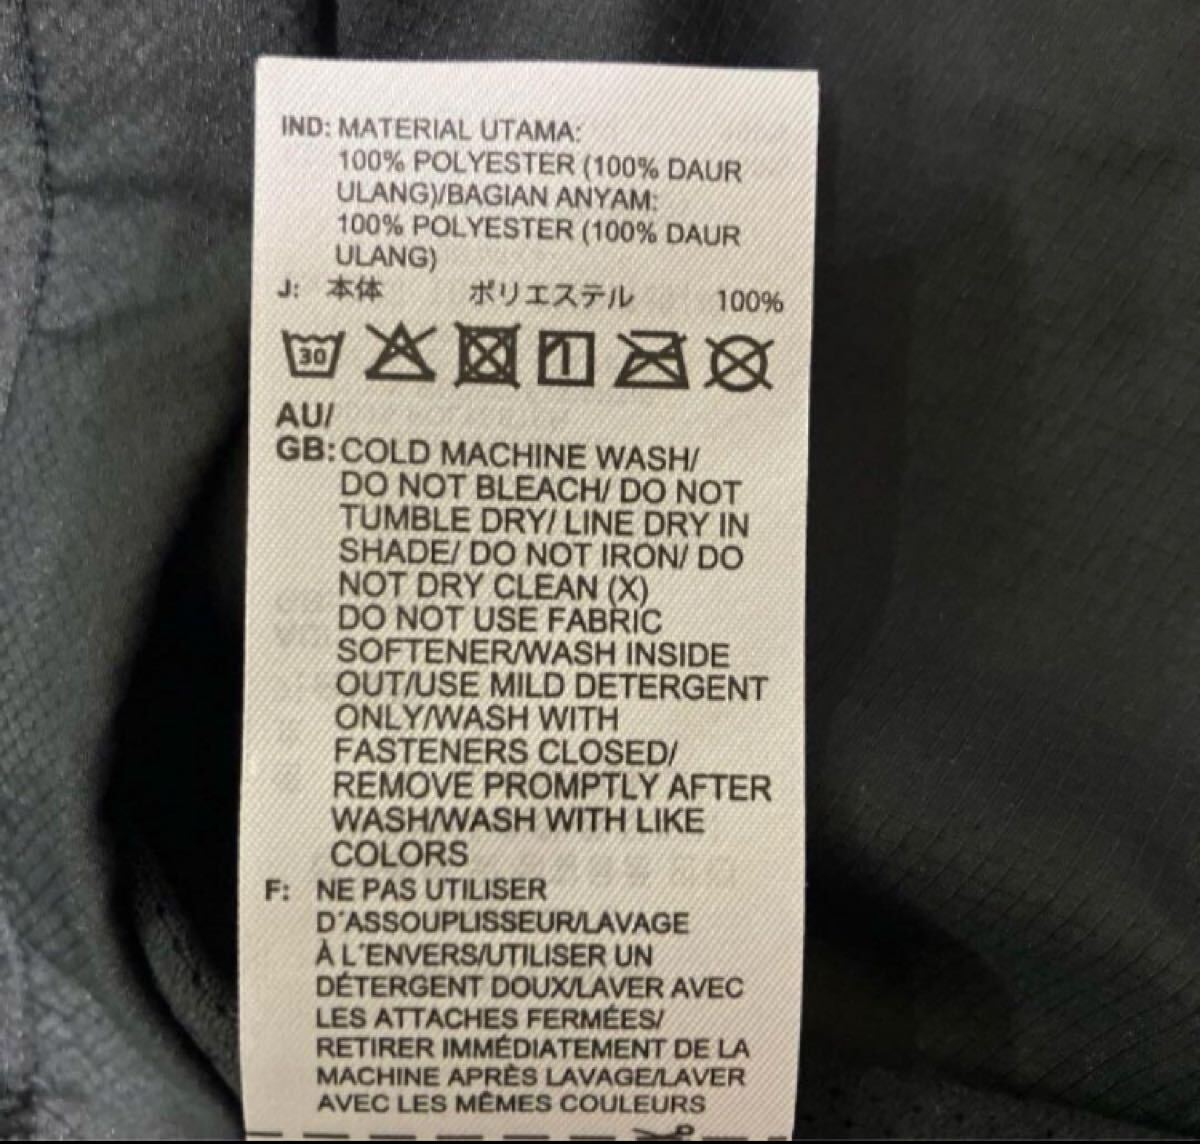 IND: MATERIAL UTAMA:
100% POLYESTER (100% DAUR
ULANG)/BAGIAN ANYAM:
100% POLYESTER (100% DAUR
ULANG)
J: 本体 ポリエステル 100%
30
AU/
GB: COLD MACHINE WASH/
DO NOT BLEACH/ DO NOT
TUMBLE DRY/ LINE DRY IN
SHADE/ DO NOT IRON/ DO
NOT DRY CLEAN (X)
DO NOT USE FABRIC
SOFTENER/WASH INSIDE
OUT/USE MILD DETERGENT
ONLY/WASH WITH
FASTENERS CLOSED/
REMOVE PROMPTLY AFTER
WASH/WASH WITH LIKE
COLORS
F: NE PAS UTILISER
D'ASSOUPLISSEUR/LAVAGE
À L'ENVERS/UTILISER UN
DÉTERGENT DOUX/LAVER AVEC
LES ATTACHES FERMÉES/
RETIRER IMMÉDIATEMENT DE LA
MACHINE APRÈS LAVAGE/LAVER
AVEC LES MÊMES COULEURS